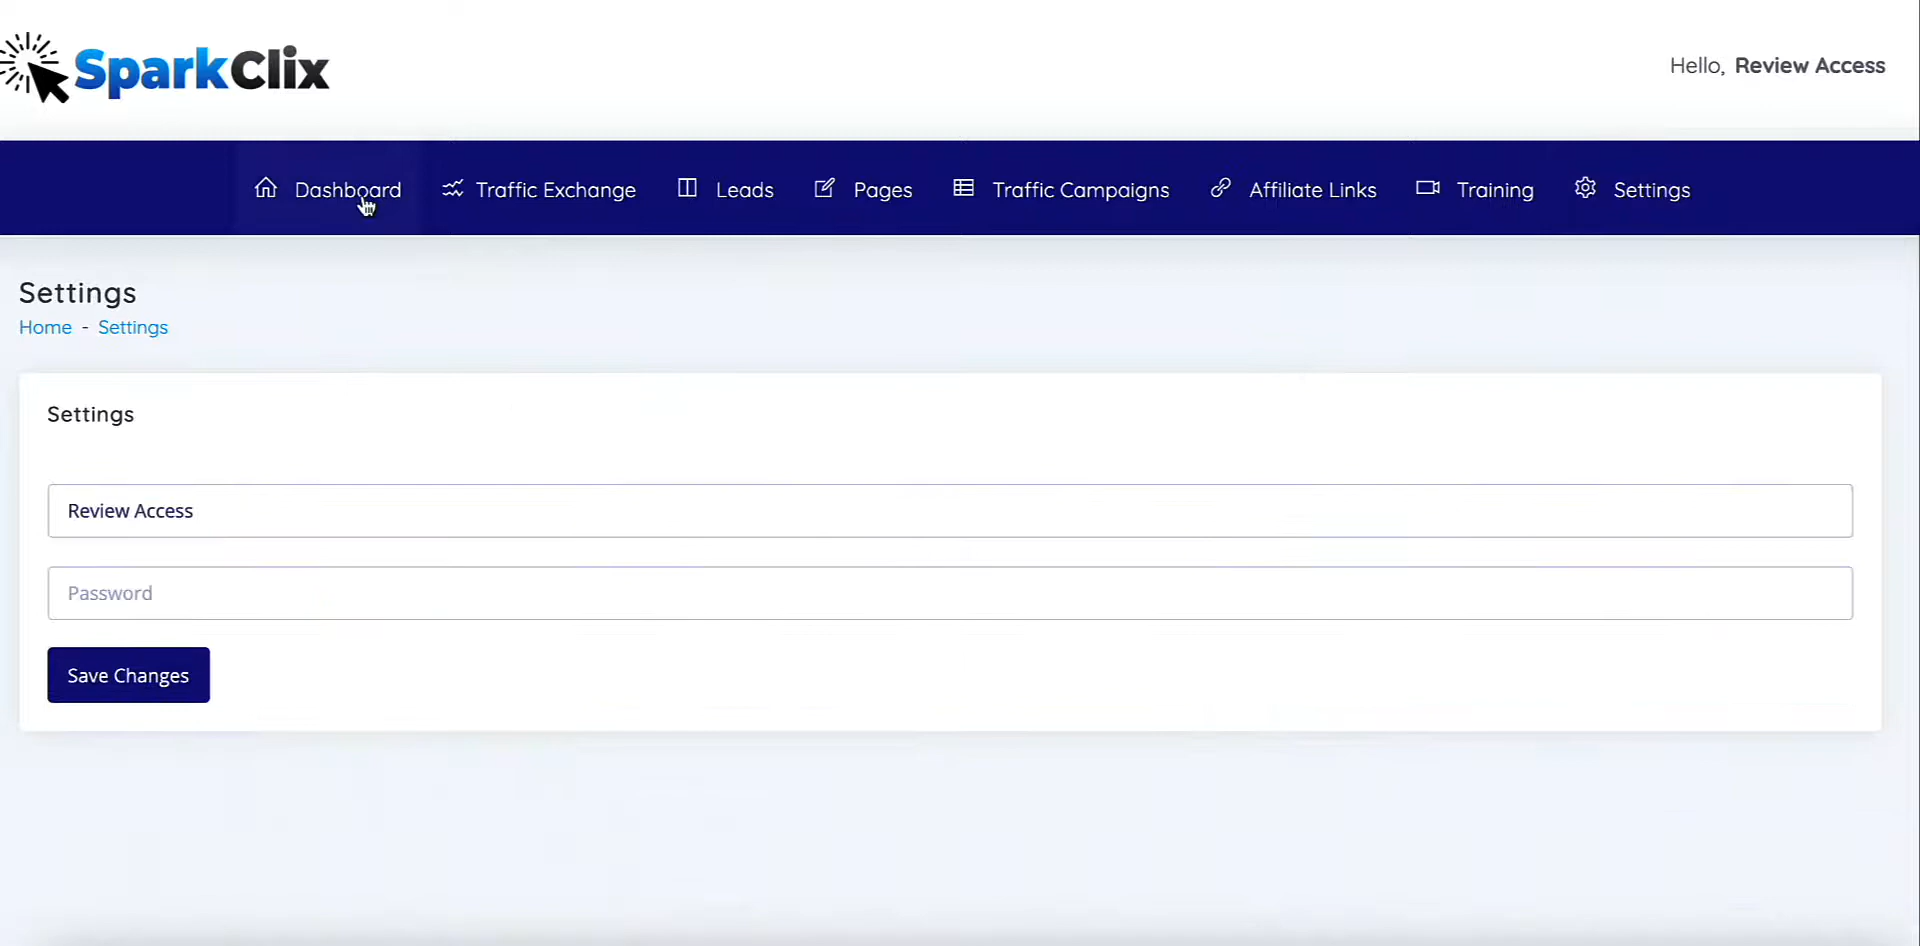 SparkClix
Hello, Review Access
Dashboard Traffic Exchange Leads Pages Traffic Campaigns Affiliate Links Training Settings
Settings
Home - Settings
Settings
Review Access
Password
Save Changes